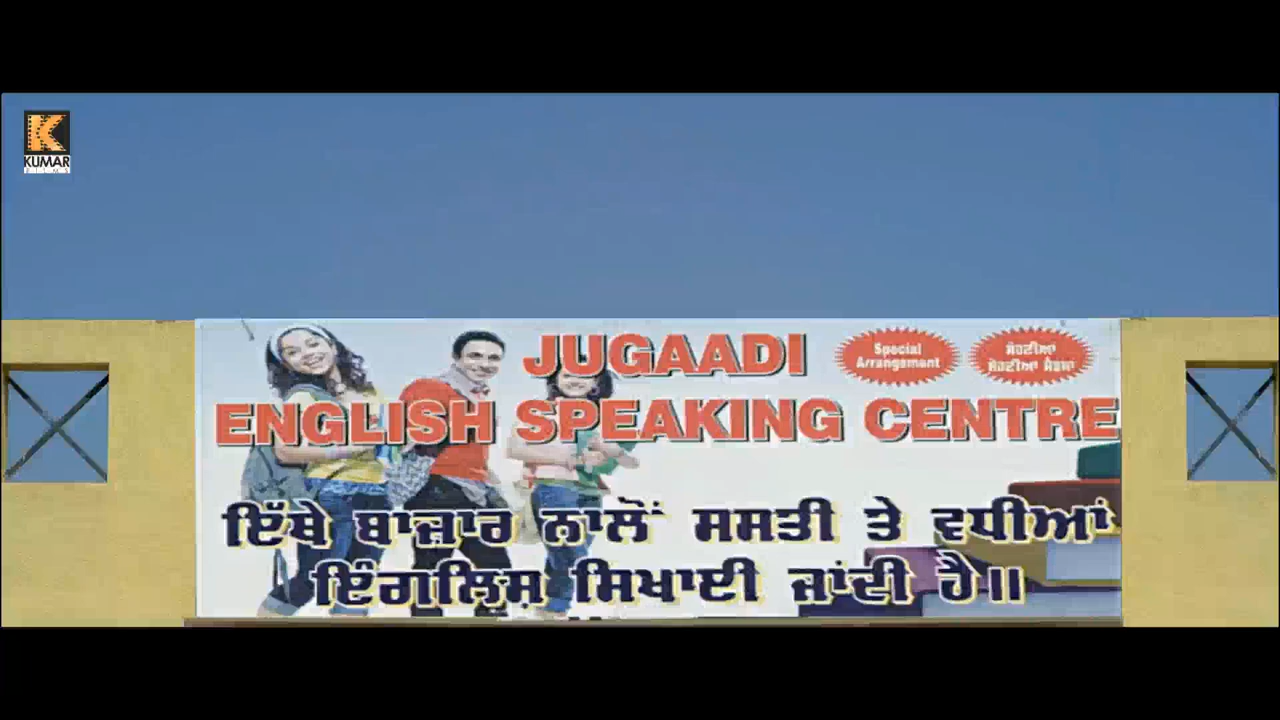 KUMAR
JUGAADI
Special
Arrangement
ENGLISH SPEAKING CENTRE
ਇੱਥੇ ਬਾਜ਼ਾਰ ਨਾਲੋਂ ਸਸਤੀ ਤੇ ਵਧੀਆਂ
ਇੰਗਲਿਸ਼ ਸਿਖਾਈ ਜਾਂਦੀ ਹੈ॥